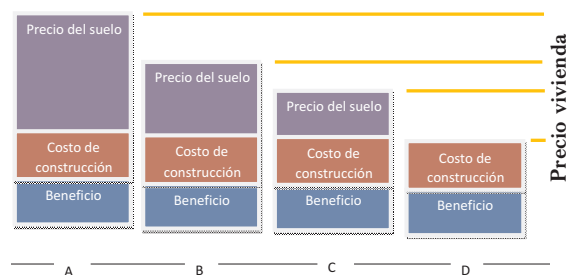 Precio del suelo
Costo de
construcción
Beneficio
Precio del suelo
Costo de
construcción
Beneficio
Precio del suelo
Costo de
construcción
Beneficio
Costo de
construcción
Beneficio
Precio vivienda
A
B
C
D